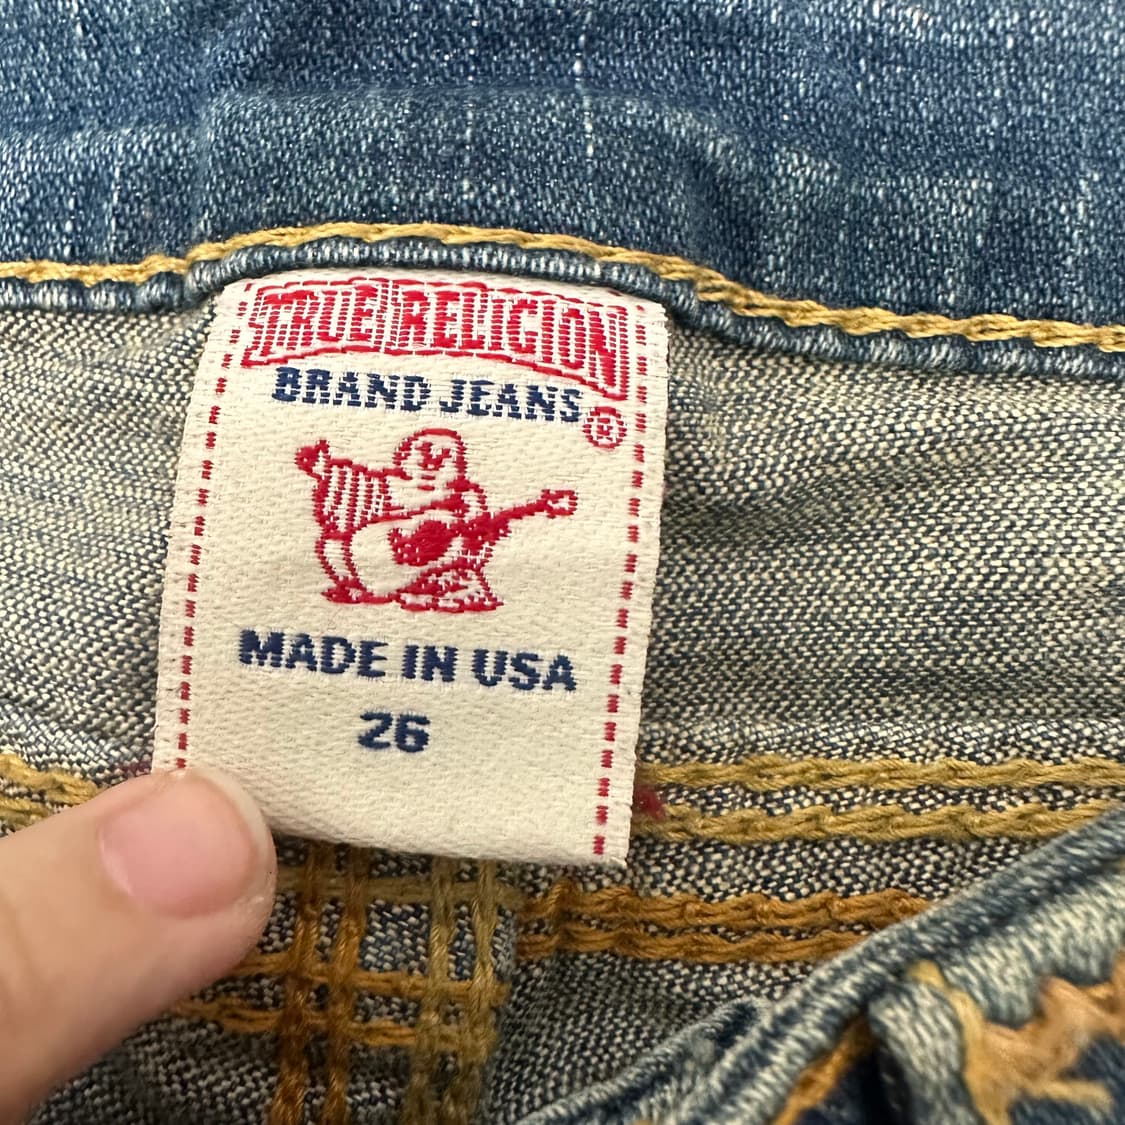 TRUE RELIGION
BRAND JEANS
®
MADE IN USA
26